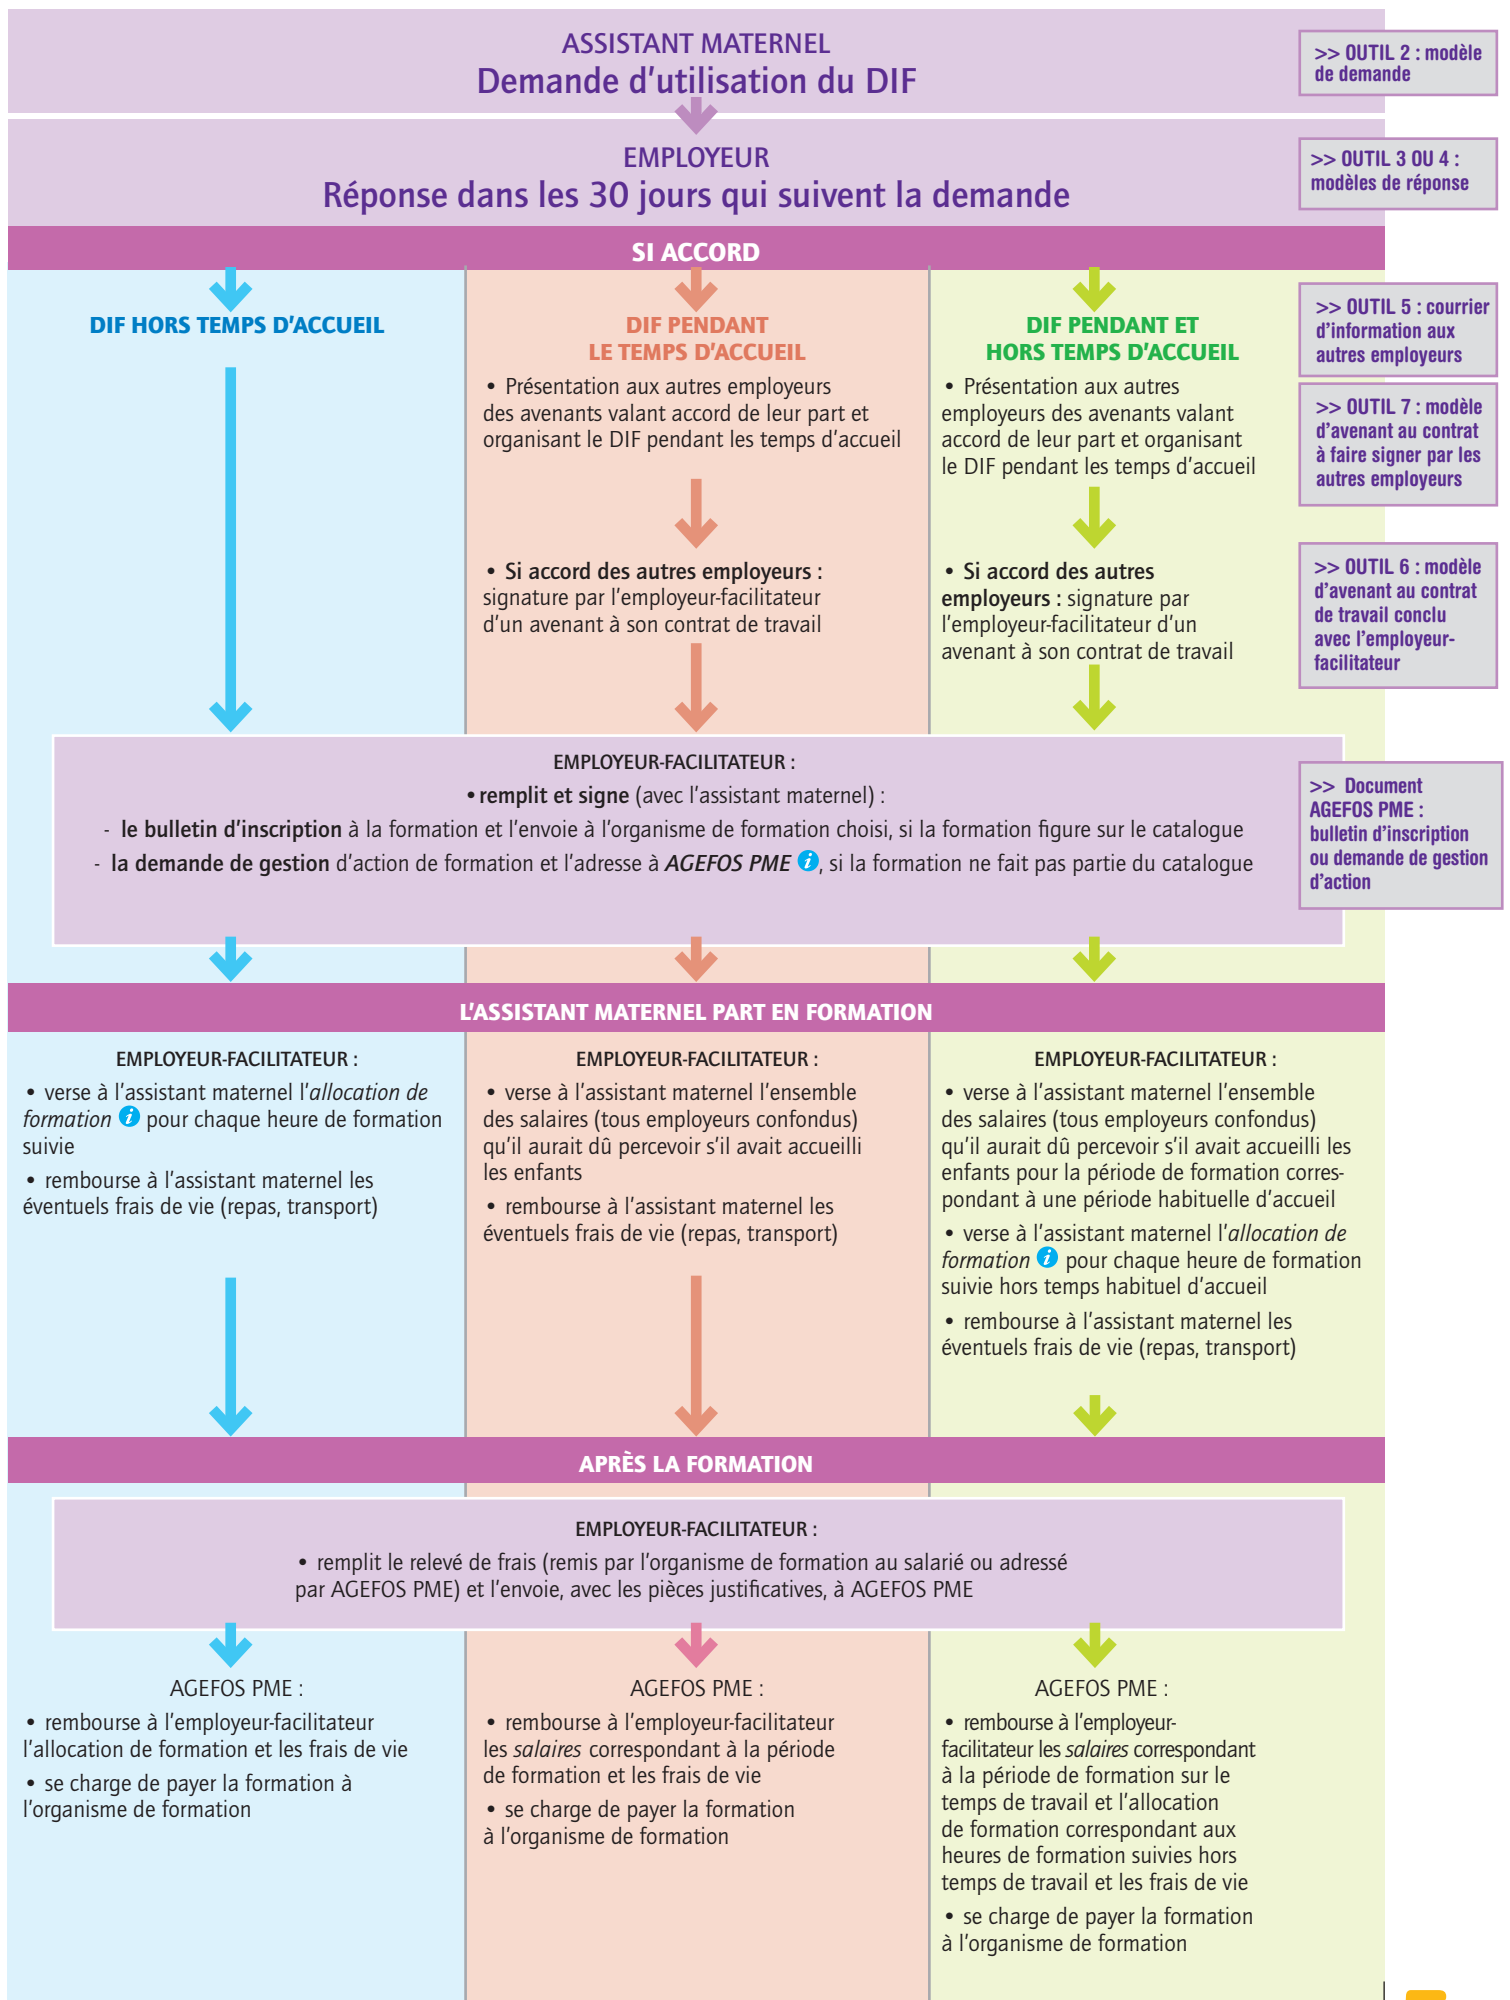 ASSISTANT MATERNEL
Demande d'utilisation du DIF
>> OUTIL 2 : modèle
de demande
EMPLOYEUR
Réponse dans les 30 jours qui suivent la demande
>> OUTIL 3 OU 4 :
modèles de réponse
SI ACCORD
DIF HORS TEMPS D'ACCUEIL
DIF PENDANT
LE TEMPS D'ACCUEIL
• Présentation aux autres employeurs
des avenants valant accord de leur part et
organisant le DIF pendant les temps d'accueil
• Si accord des autres employeurs :
signature par l'employeur-facilitateur
d'un avenant à son contrat de travail
DIF PENDANT ET
HORS TEMPS D'ACCUEIL
• Présentation aux autres
employeurs des avenants valant
accord de leur part et organisant
le DIF pendant les temps d'accueil
• Si accord des autres
employeurs : signature par
l'employeur-facilitateur d'un
avenant à son contrat de travail
>> OUTIL 5 : courrier
d'information aux
autres employeurs
>> OUTIL 7 : modèle
d'avenant au contrat
à faire signer par les
autres employeurs
>> OUTIL 6 : modèle
d'avenant au contrat
de travail conclu
avec l'employeur-
facilitateur
EMPLOYEUR-FACILITATEUR :
• remplit et signe (avec l'assistant maternel) :
- le bulletin d'inscription à la formation et l'envoie à l'organisme de formation choisi, si la formation figure sur le catalogue
- la demande de gestion d'action de formation et l'adresse à AGEFOS PME i, si la formation ne fait pas partie du catalogue
>> Document
AGEFOS PME :
bulletin d'inscription
ou demande de gestion
d'action
L'ASSISTANT MATERNEL PART EN FORMATION
EMPLOYEUR-FACILITATEUR :
• verse à l'assistant maternel l'allocation de
formation i pour chaque heure de formation
suivie
• rembourse à l'assistant maternel les
éventuels frais de vie (repas, transport)
EMPLOYEUR-FACILITATEUR :
• verse à l'assistant maternel l'ensemble
des salaires (tous employeurs confondus)
qu'il aurait dû percevoir s'il avait accueilli
les enfants
• rembourse à l'assistant maternel les
éventuels frais de vie (repas, transport)
EMPLOYEUR-FACILITATEUR :
• verse à l'assistant maternel l'ensemble
des salaires (tous employeurs confondus)
qu'il aurait dû percevoir s'il avait accueilli les
enfants pour la période de formation corres-
pondant à une période habituelle d'accueil
• verse à l'assistant maternel l'allocation de
formation i pour chaque heure de formation
suivie hors temps habituel d'accueil
• rembourse à l'assistant maternel les
éventuels frais de vie (repas, transport)
APRÈS LA FORMATION
EMPLOYEUR-FACILITATEUR :
• remplit le relevé de frais (remis par l'organisme de formation au salarié ou adressé
par AGEFOS PME) et l'envoie, avec les pièces justificatives, à AGEFOS PME
AGEFOS PME :
• rembourse à l'employeur-facilitateur
l'allocation de formation et les frais de vie
• se charge de payer la formation à
l'organisme de formation
AGEFOS PME :
• rembourse à l'employeur-facilitateur
les salaires correspondant à la période
de formation et les frais de vie
• se charge de payer la formation
à l'organisme de formation
AGEFOS PME :
• rembourse à l'employeur-
facilitateur les salaires correspondant
à la période de formation sur le
temps de travail et l'allocation
de formation correspondant aux
heures de formation suivies hors
temps de travail et les frais de vie
• se charge de payer la formation
à l'organisme de formation